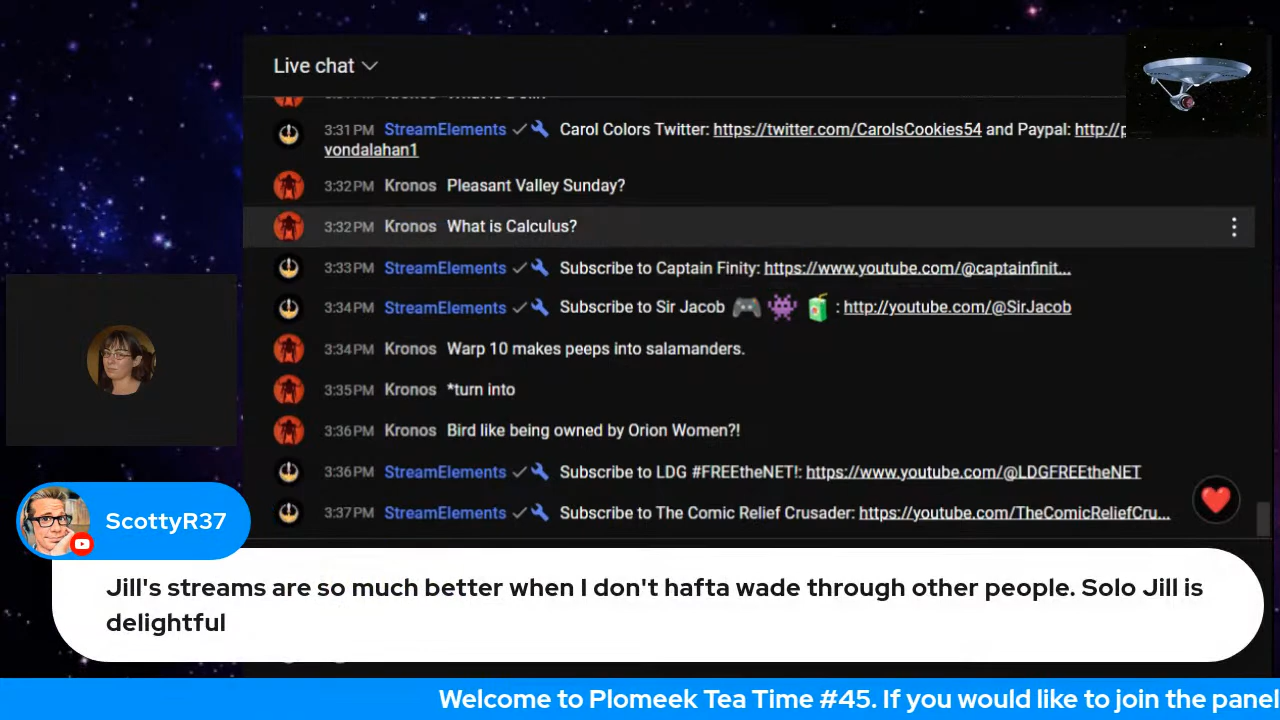 Live chat
3:31 PM StreamElements Carol Colors Twitter: https://twitter.com/CarolsCookies54 and Paypal: http://p
vondalahan1
3:32 PM Kronos Pleasant Valley Sunday?
3:32 PM Kronos What is Calculus?
3:33 PM StreamElements Subscribe to Captain Finity: https://www.youtube.com/@captainfinit...
3:34 PM StreamElements Subscribe to Sir Jacob 🎮 👾 🧃 : http://youtube.com/@SirJacob
3:34 PM Kronos Warp 10 makes peeps into salamanders.
3:35 PM Kronos *turn into
3:36 PM Kronos Bird like being owned by Orion Women?!
3:36 PM StreamElements Subscribe to LDG #FREEtheNET!: https://www.youtube.com/@LDGFREEtheNET
3:37 PM StreamElements Subscribe to The Comic Relief Crusader: https://youtube.com/TheComicReliefCru...
ScottyR37
Jill's streams are so much better when I don't hafta wade through other people. Solo Jill is
delightful
Welcome to Plomeek Tea Time #45. If you would like to join the panel